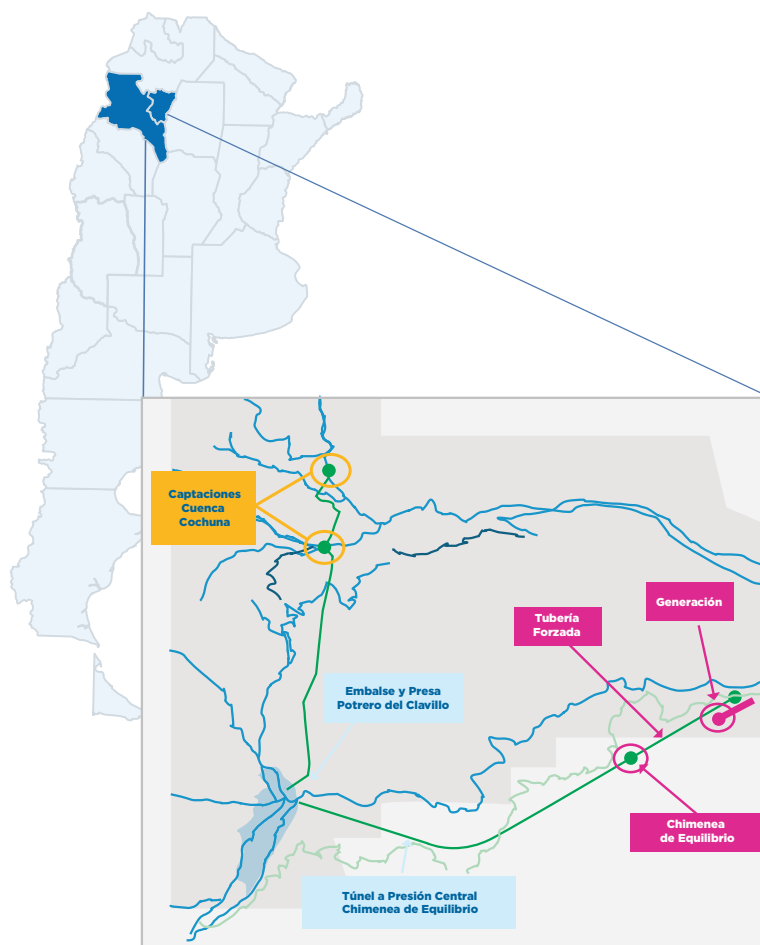 Captaciones
Cuenca
Cochuna
Generación
Tubería
Forzada
Embalse y Presa
Potrero del Clavillo
Chimenea
de Equilibrio
Túnel a Presión Central
Chimenea de Equilibrio